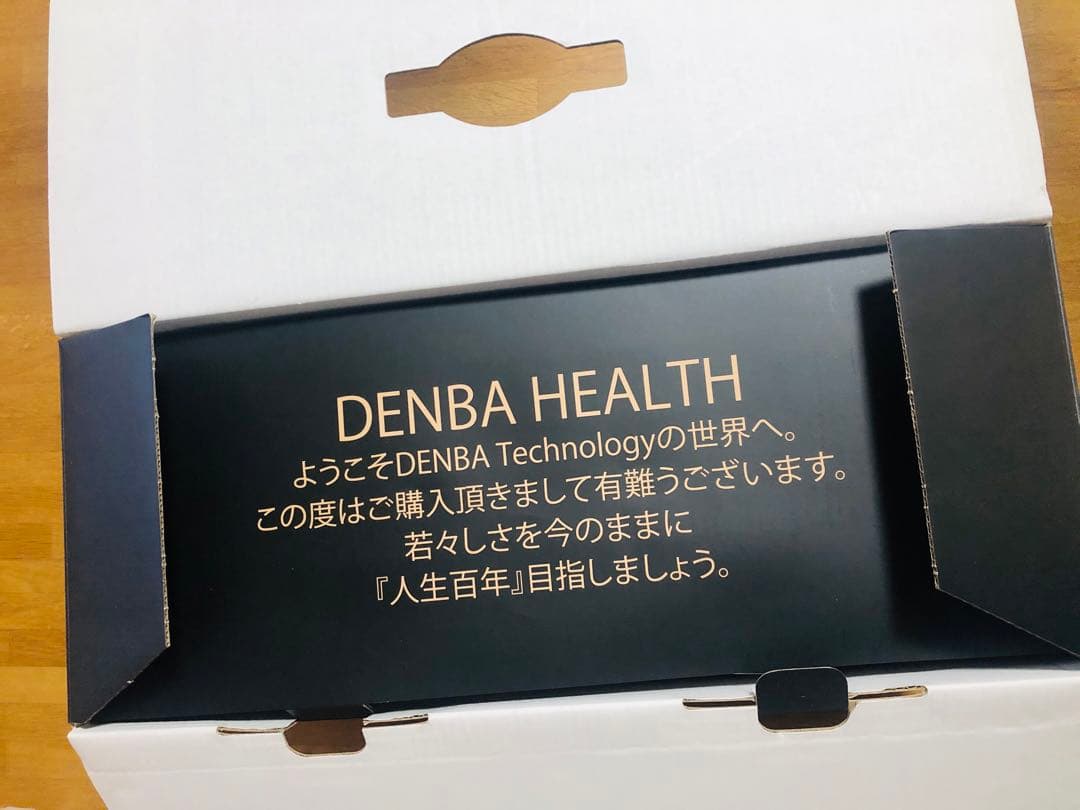 DENBA HEALTH
ようこそDENBA Technologyの世界へ。
この度はご購入頂きまして有難うございます。
若々しさを今のままに
『人生百年』目指しましょう。